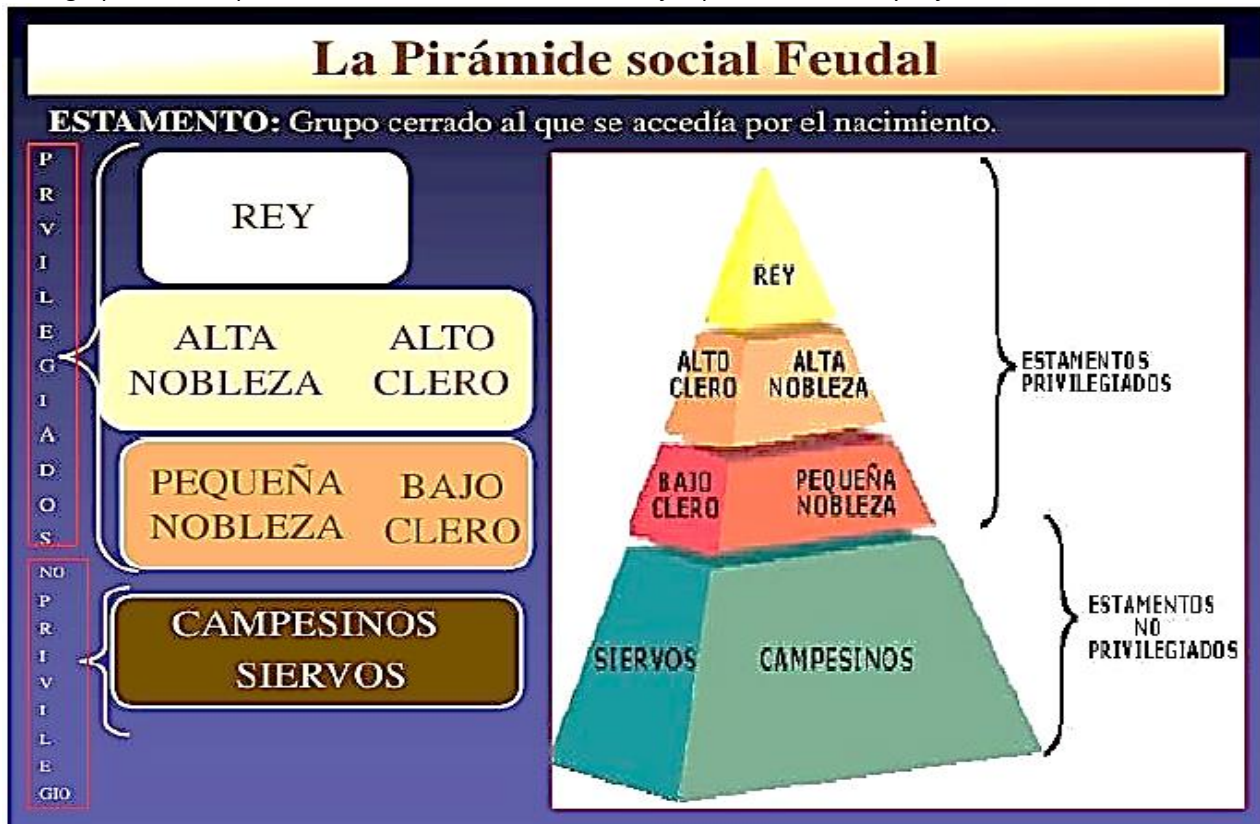 La Pirámide social Feudal
ESTAMENTO: Grupo cerrado al que se accedía por el nacimiento.
PRVILEGIADOS
REY
ALTA NOBLEZA
ALTO CLERO
PEQUEÑA NOBLEZA
BAJO CLERO
NO PRIVILEGIO
CAMPESINOS
SIERVOS
REY
ALTO CLERO
ALTA NOBLEZA
BAJO CLERO
PEQUEÑA NOBLEZA
SIERVOS
CAMPESINOS
ESTAMENTOS
PRIVILEGIADOS
ESTAMENTOS
NO
PRIVILEGIADOS